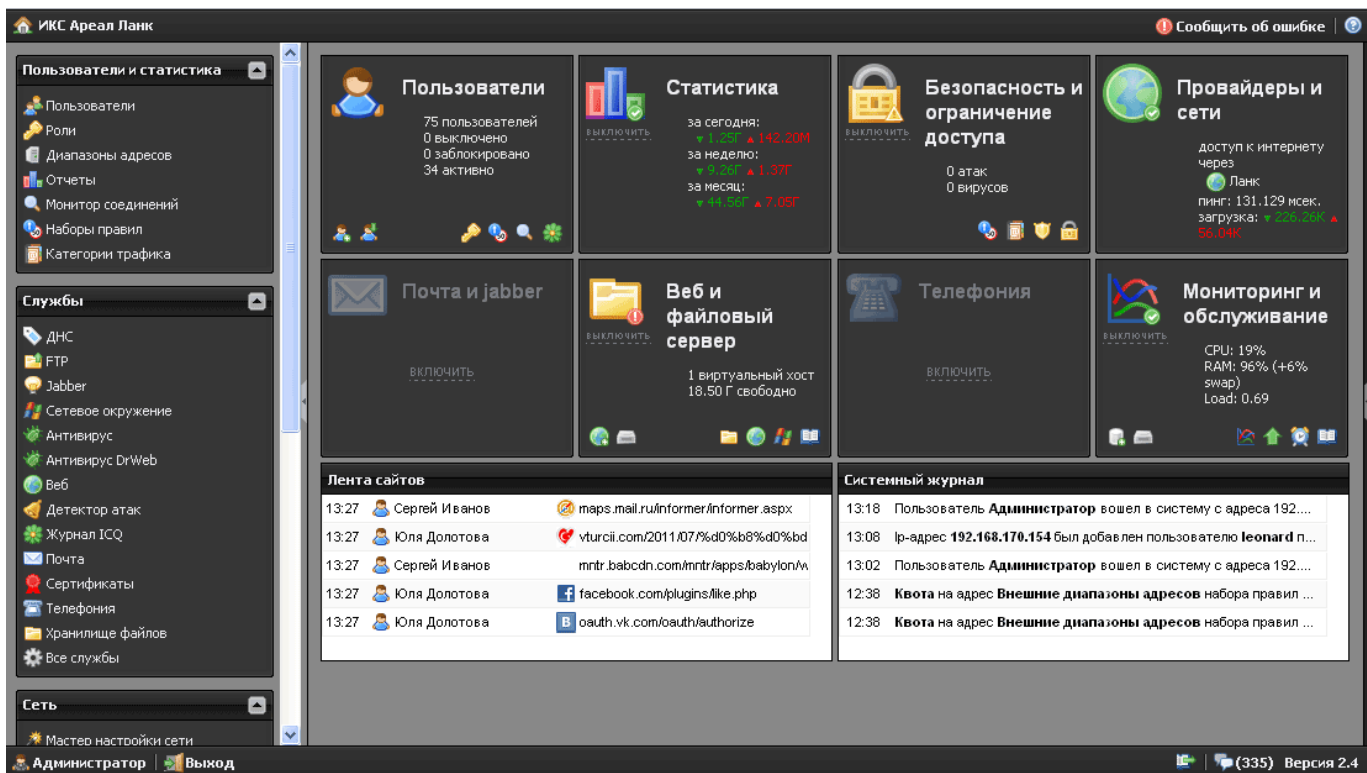 ИКС Ареал Ланк
Сообщить об ошибке
Пользователи и статистика
Пользователи
Роли
Диапазоны адресов
Отчеты
Монитор соединений
Наборы правил
Категории трафика
Службы
ДНС
FTP
Jabber
Сетевое окружение
Антивирус
Антивирус DrWeb
Веб
Детектор атак
Журнал ICQ
Почта
Сертификаты
Телефония
Хранилище файлов
Все службы
Сеть
Мастер настройки сети
Пользователи
75 пользователей
0 выключено
0 заблокировано
34 активно
Статистика
выключить
за сегодня:
▼ 1.25Г ▲ 142.20М
за неделю:
▼ 9.26Г ▲ 1.37Г
за месяц:
▼ 44.56Г ▲ 7.05Г
Безопасность и
ограничение
доступа
выключить
0 атак
0 вирусов
Провайдеры и
сети
доступ к интернету
через
Ланк
пинг: 131.129 мсек.
загрузка: ▼ 226.26К ▲
56.04К
Почта и jabber
включить
Веб и
файловый
сервер
выключить
1 виртуальный хост
18.50 Г свободно
Телефония
включить
Мониторинг и
обслуживание
выключить
CPU: 19%
RAM: 96% (+6%
swap)
Load: 0.69
Лента сайтов
13:27 Сергей Иванов maps.mail.ru/informer/informer.aspx
13:27 Юля Долотова vturcii.com/2011/07/%d0%b8%d0%bd
13:27 Сергей Иванов mntr.babcdn.com/mntr/apps/babylon/
13:27 Юля Долотова facebook.com/plugins/like.php
13:27 Юля Долотова oauth.vk.com/oauth/authorize
Системный журнал
13:18 Пользователь Администратор вошел в систему с адреса 192....
13:08 Ip-адрес 192.168.170.154 был добавлен пользователю leonard п...
13:02 Пользователь Администратор вошел в систему с адреса 192....
12:38 Квота на адрес Внешние диапазоны адресов набора правил ...
12:38 Квота на адрес Внешние диапазоны адресов набора правил ...
Администратор
Выход
(335) Версия 2.4